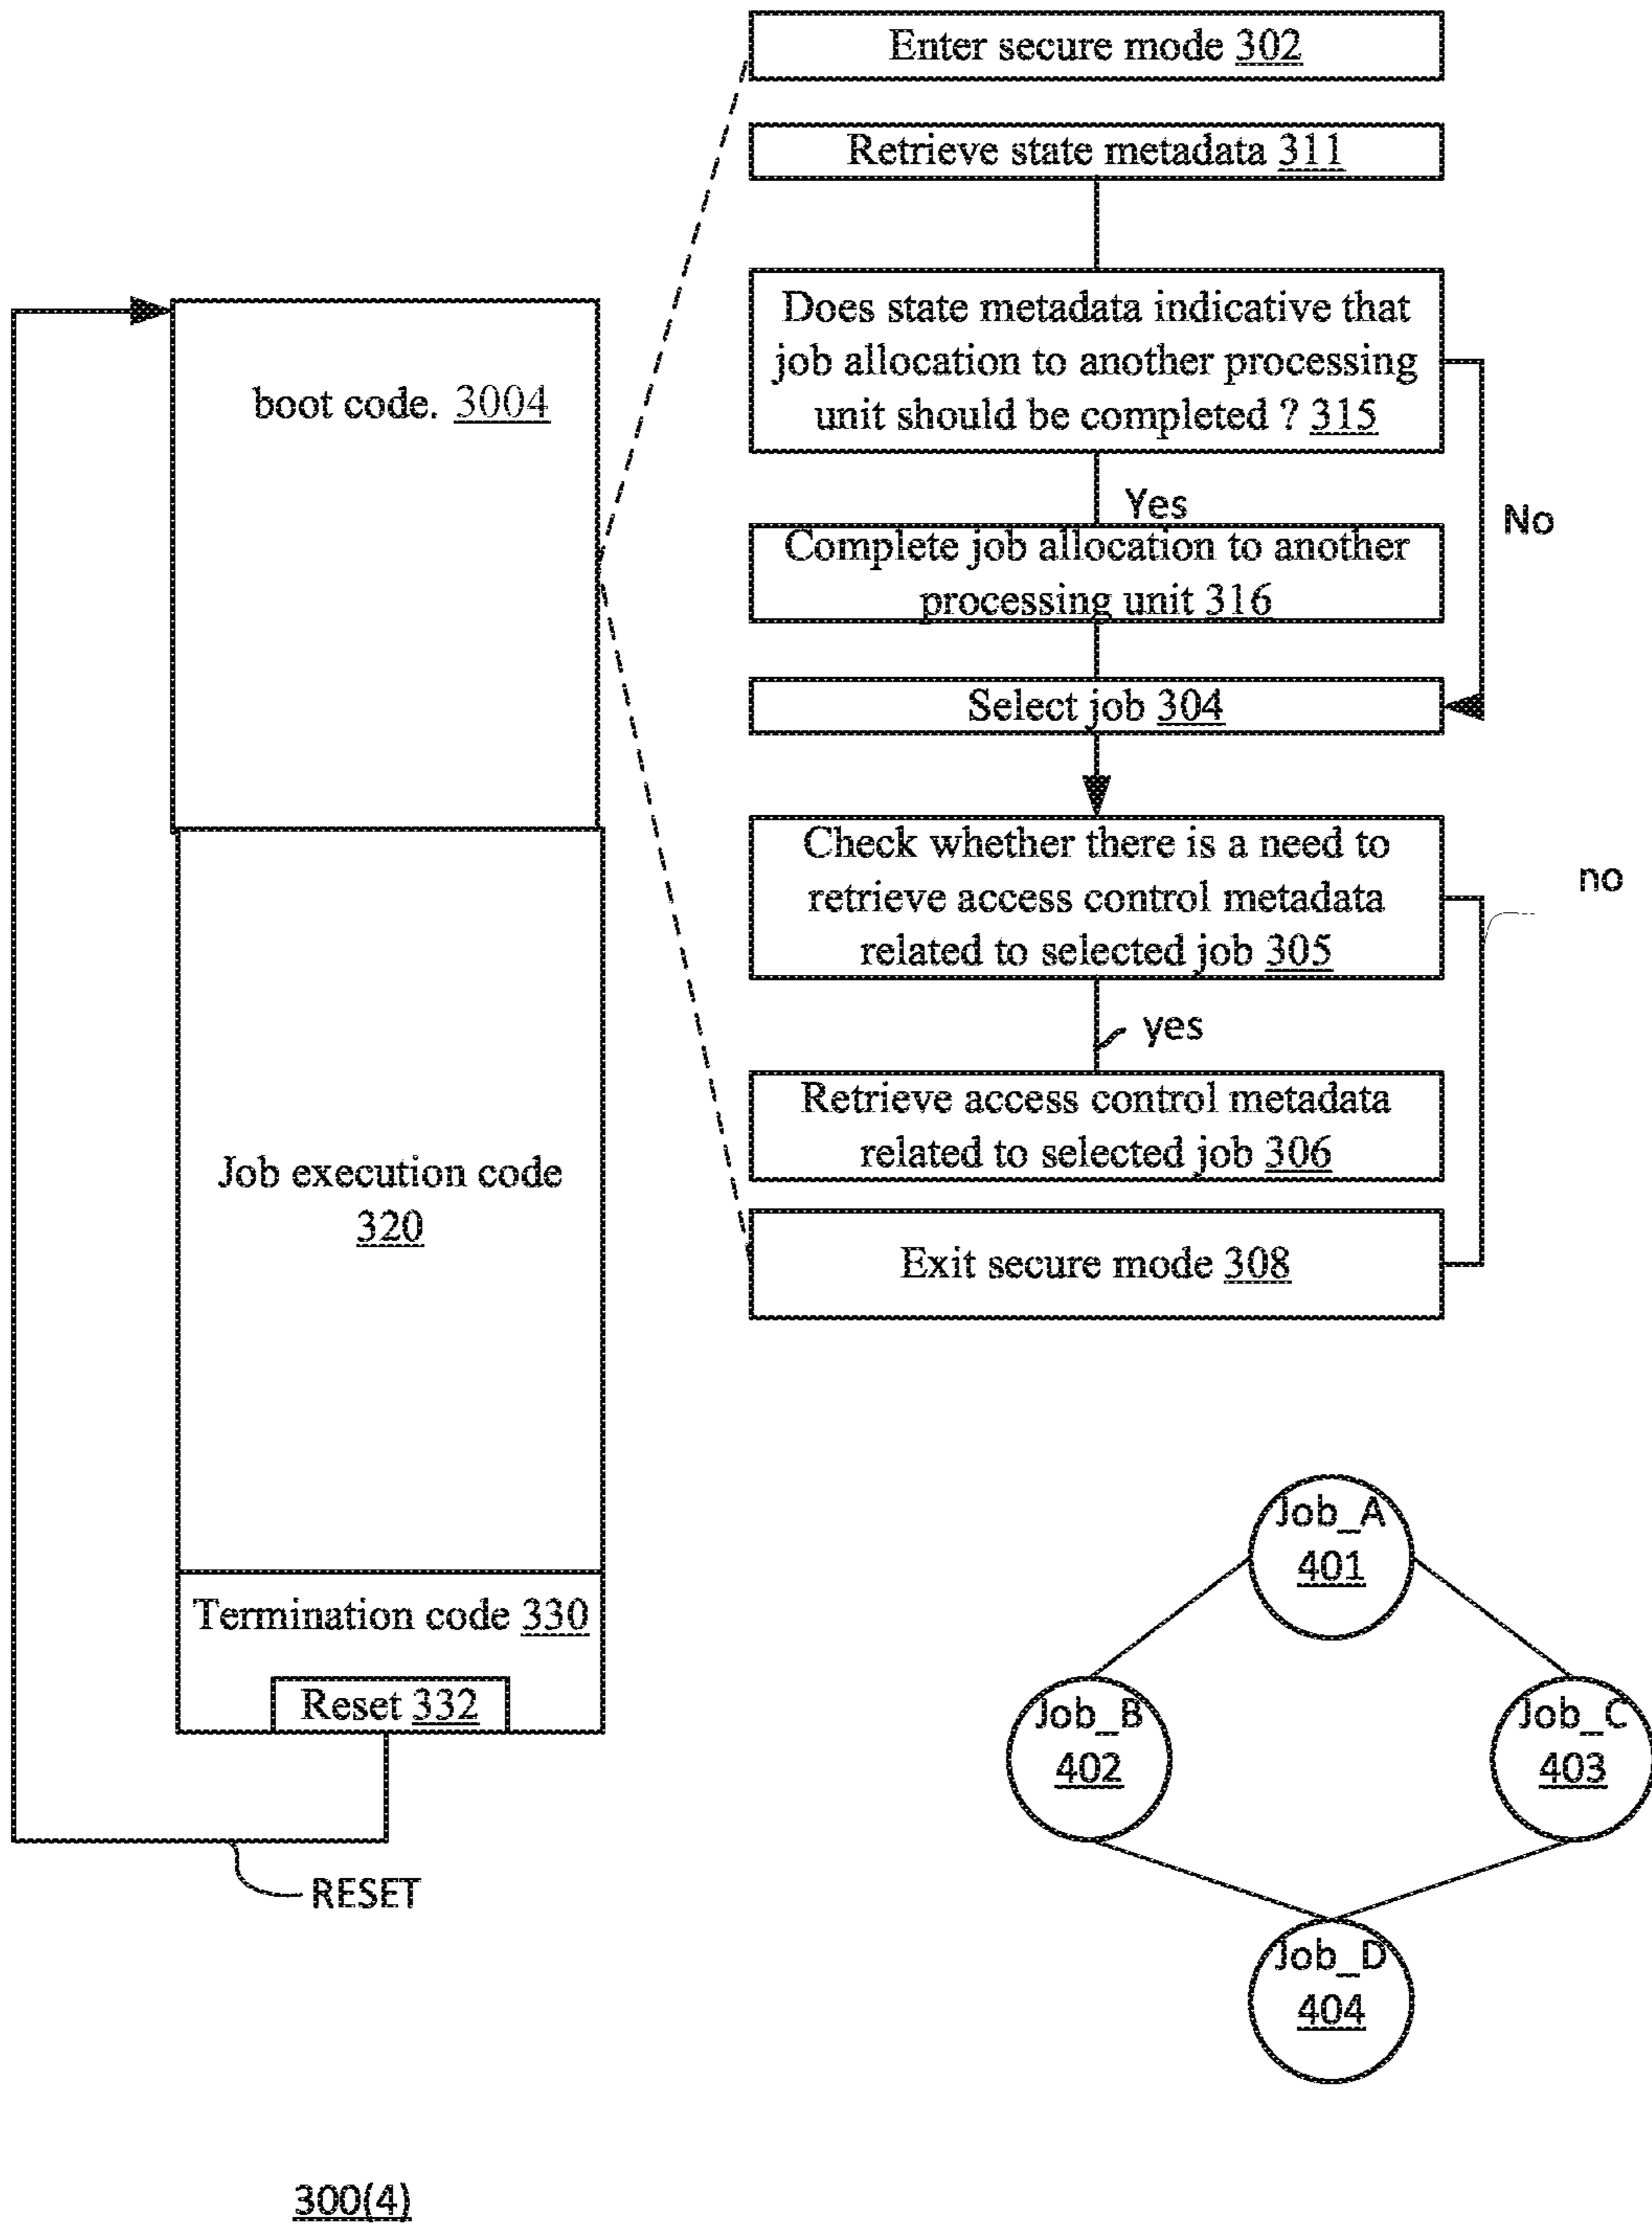 Enter secure mode 302
Retrieve state metadata 311
Does state metadata indicative that
job allocation to another processing
unit should be completed ? 315
Yes
No
Complete job allocation to another
processing unit 316
Select job 304
Check whether there is a need to
retrieve access control metadata
related to selected job 305
no
yes
Retrieve access control metadata
related to selected job 306
Exit secure mode 308
boot code. 3004
Job execution code
320
Termination code 330
Reset 332
RESET
Job_A
401
Job_B
402
Job_C
403
Job_D
404
300(4)